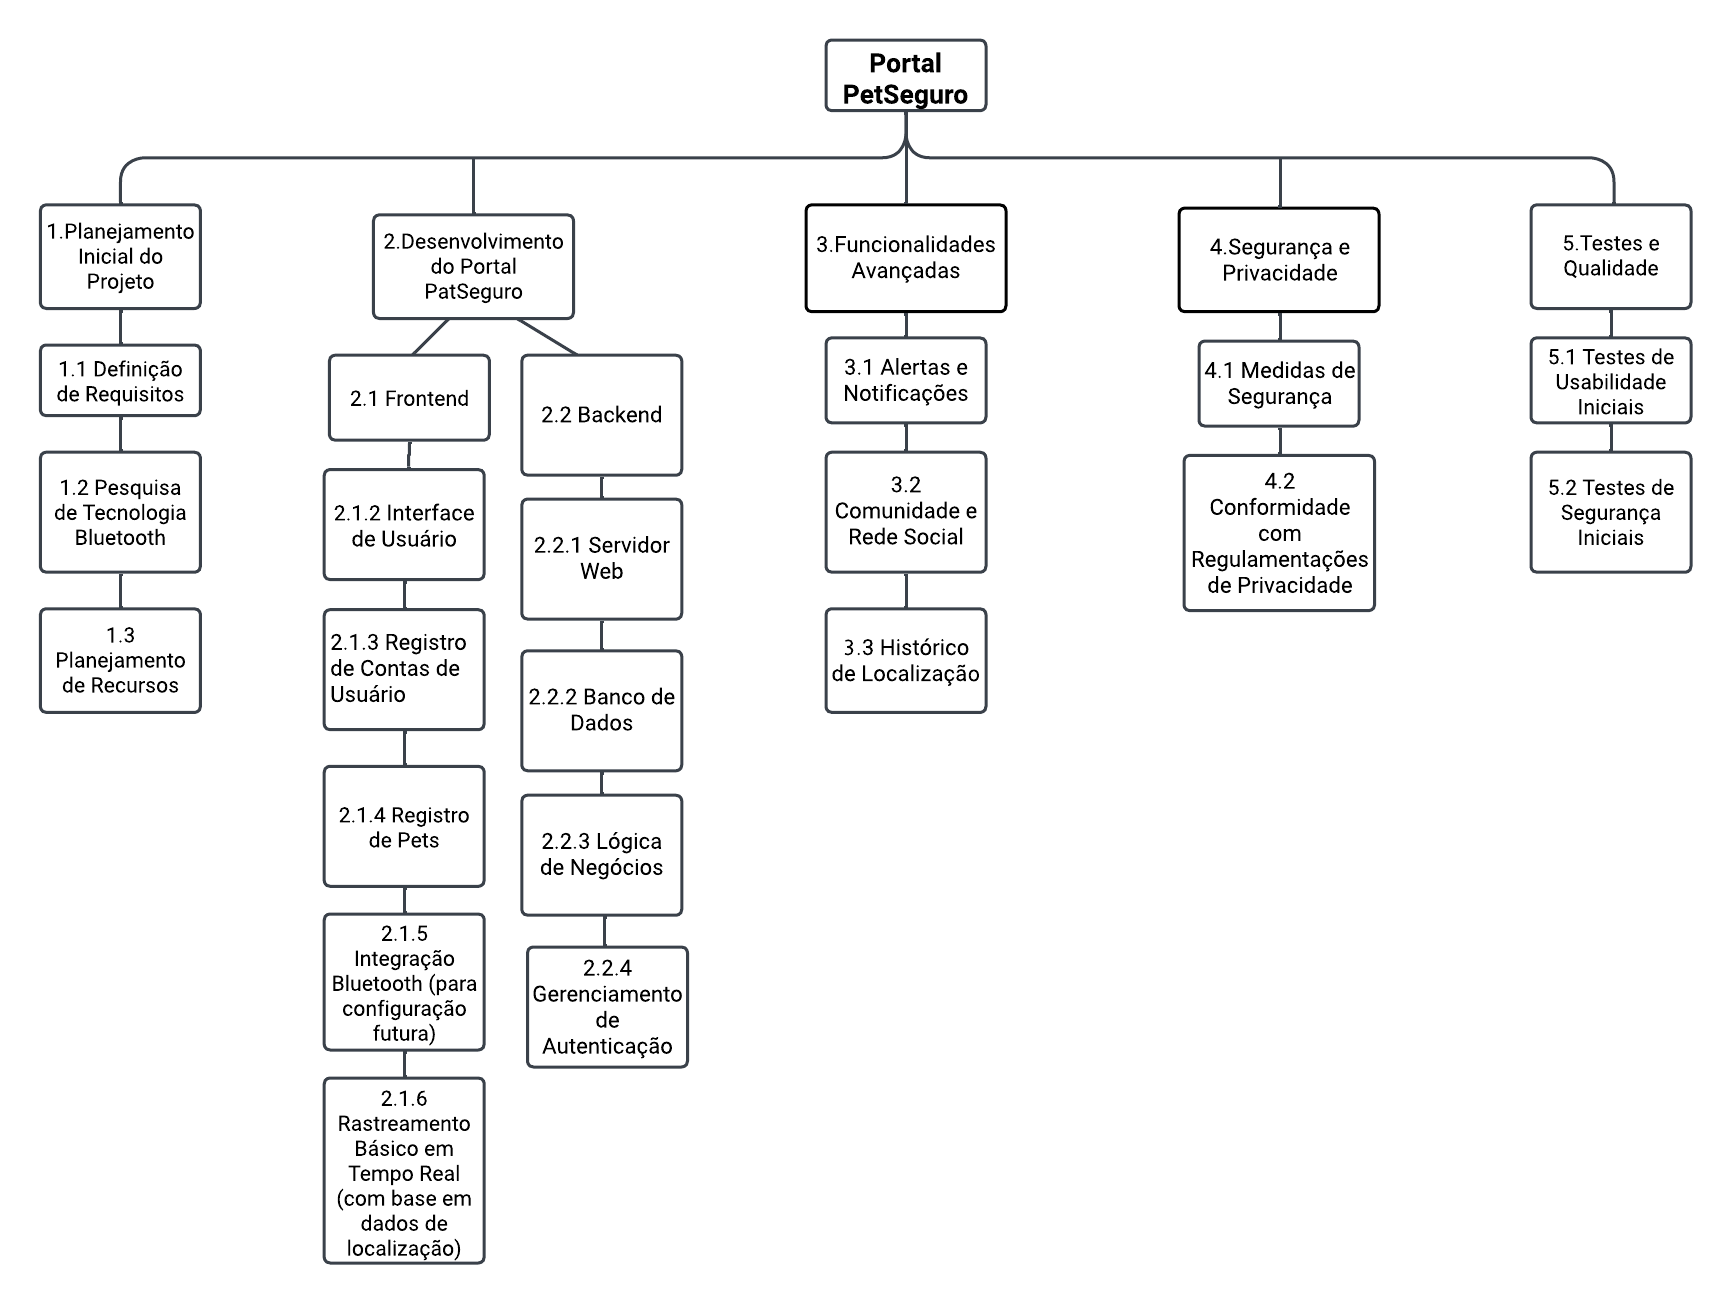 Portal
PetSeguro
1.Planejamento
Inicial do
Projeto
1.1 Definição
de Requisitos
1.2 Pesquisa
de Tecnologia
Bluetooth
1.3
Planejamento
de Recursos
2.Desenvolvimento
do Portal
PatSeguro
2.1 Frontend
2.1.2 Interface
de Usuário
2.1.3 Registro
de Contas de
Usuário
2.1.4 Registro
de Pets
2.1.5
Integração
Bluetooth (para
configuração
futura)
2.1.6
Rastreamento
Básico em
Tempo Real
(com base em
dados de
localização)
2.2 Backend
2.2.1 Servidor
Web
2.2.2 Banco de
Dados
2.2.3 Lógica
de Negócios
2.2.4
Gerenciamento
de
Autenticação
3.Funcionalidades
Avançadas
3.1 Alertas e
Notificações
3.2
Comunidade e
Rede Social
3.3 Histórico
de Localização
4.Segurança e
Privacidade
4.1 Medidas de
Segurança
4.2
Conformidade
com
Regulamentações
de Privacidade
5.Testes e
Qualidade
5.1 Testes de
Usabilidade
Iniciais
5.2 Testes de
Segurança
Iniciais